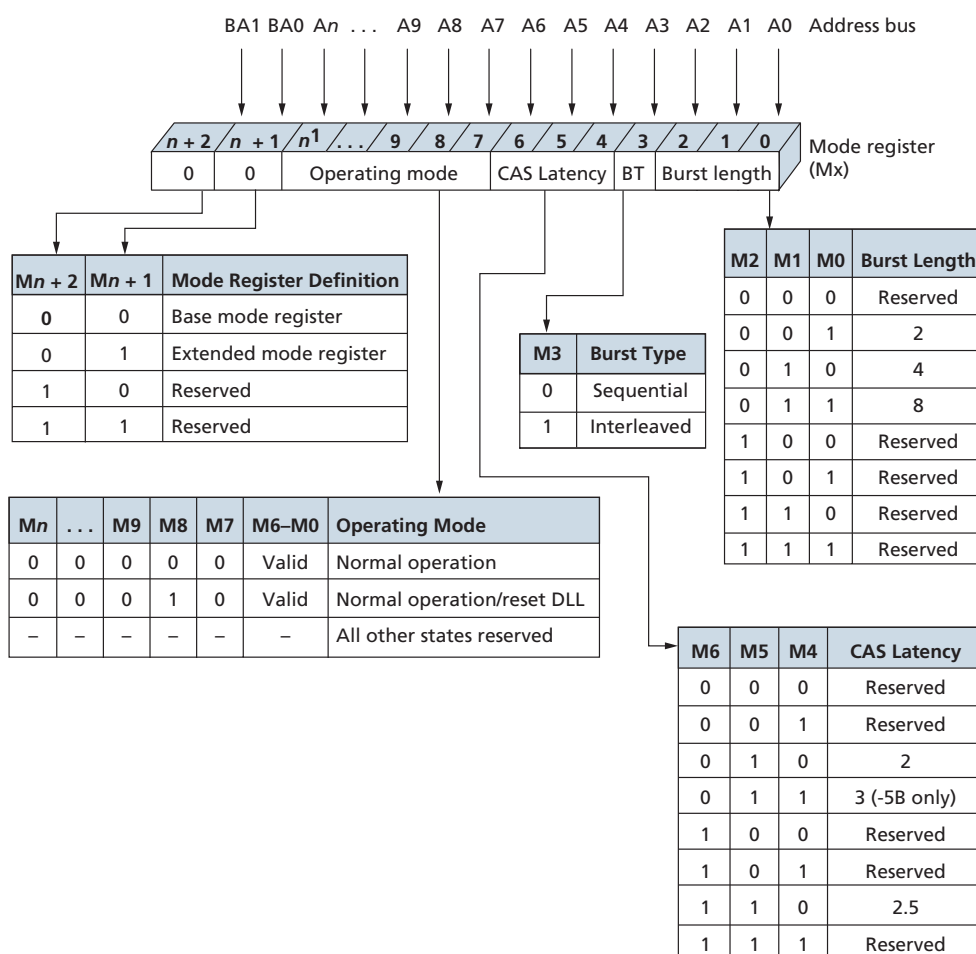 BA1 BA0 An . . . A9 A8 A7 A6 A5 A4 A3 A2 A1 A0 Address bus
n + 2 n + 1 n1 . . . 9 8 7 6 5 4 3 2 1 0
Mode register
(Mx)
0 0 Operating mode CAS Latency BT Burst length
Mn + 2 Mn + 1 Mode Register Definition
0 0 Base mode register
0 1 Extended mode register
1 0 Reserved
1 1 Reserved
M3 Burst Type
0 Sequential
1 Interleaved
M2 M1 M0 Burst Length
0 0 0 Reserved
0 0 1 2
0 1 0 4
0 1 1 8
1 0 0 Reserved
1 0 1 Reserved
1 1 0 Reserved
1 1 1 Reserved
Mn . . . M9 M8 M7 M6–M0 Operating Mode
0 0 0 0 0 Valid Normal operation
0 0 0 1 0 Valid Normal operation/reset DLL
– – – – – – All other states reserved
M6 M5 M4 CAS Latency
0 0 0 Reserved
0 0 1 Reserved
0 1 0 2
0 1 1 3 (-5B only)
1 0 0 Reserved
1 0 1 Reserved
1 1 0 2.5
1 1 1 Reserved